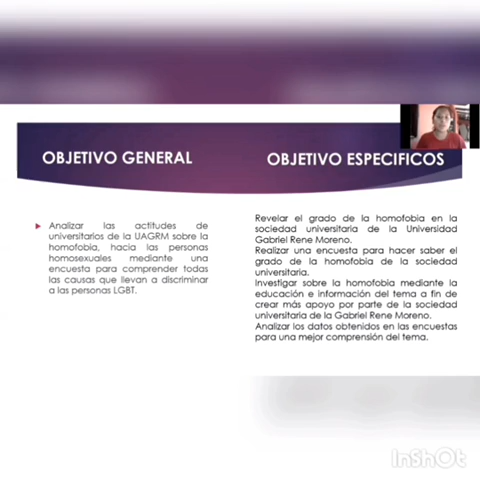 OBJETIVO GENERAL
OBJETIVO ESPECIFICOS
Analizar las actitudes de
universitarios de la UAGRM sobre la
homofobia, hacia las personas
homosexuales mediante una
encuesta para comprender todas
las causas que llevan a discriminar
a las personas LGBT.
Revelar el grado de la homofobia en la
sociedad universitaria de la Universidad
Gabriel Rene Moreno.
Realizar una encuesta para hacer saber el
grado de la homofobia de la sociedad
universitaria.
Investigar sobre la homofobia mediante la
educación e información del tema a fin de
crear más apoyo por parte de la sociedad
universitaria de la Gabriel Rene Moreno.
Analizar los datos obtenidos en las encuestas
para una mejor comprensión del tema.
InShOt